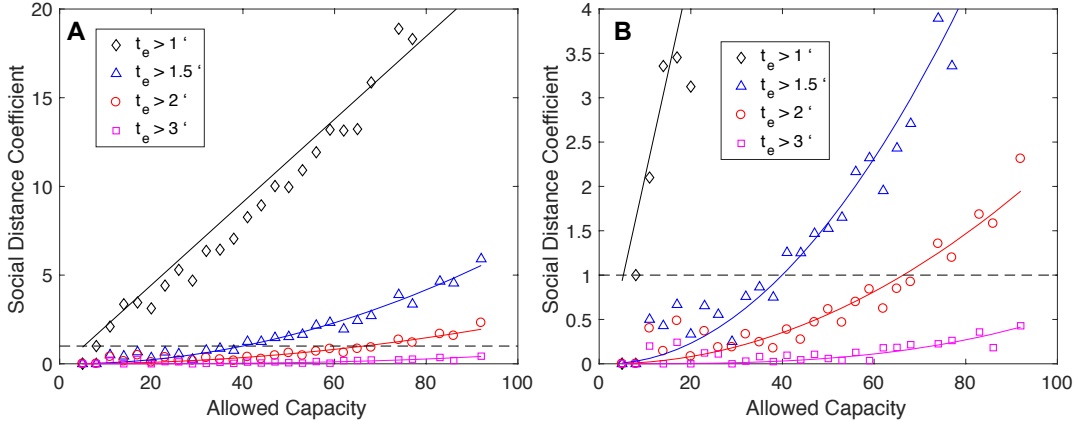 A
t_e > 1 ‘
t_e > 1.5 ‘
t_e > 2 ‘
t_e > 3 ‘
20
15
10
5
0
0
20
40
60
80
100
Social Distance Coefficient
Allowed Capacity
B
t_e > 1 ‘
t_e > 1.5 ‘
t_e > 2 ‘
t_e > 3 ‘
4
3.5
3
2.5
2
1.5
1
0.5
0
0
20
40
60
80
100
Social Distance Coefficient
Allowed Capacity